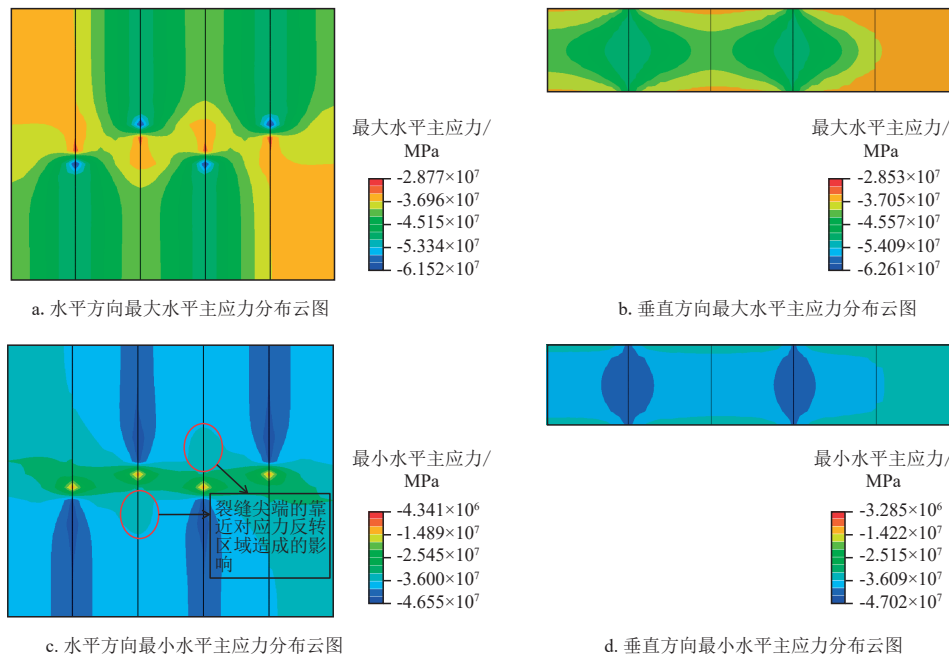 最大水平主应力/
MPa
-2.877×10⁷
-3.696×10⁷
-4.515×10⁷
-5.334×10⁷
-6.152×10⁷
a. 水平方向最大水平主应力分布云图
最大水平主应力/
MPa
-2.853×10⁷
-3.705×10⁷
-4.557×10⁷
-5.409×10⁷
-6.261×10⁷
b. 垂直方向最大水平主应力分布云图
裂缝尖端的靠
近对应力反转
区域造成的影
响
最小水平主应力/
MPa
-4.341×10⁶
-1.489×10⁷
-2.545×10⁷
-3.600×10⁷
-4.655×10⁷
c. 水平方向最小水平主应力分布云图
最小水平主应力/
MPa
-3.285×10⁶
-1.422×10⁷
-2.515×10⁷
-3.609×10⁷
-4.702×10⁷
d. 垂直方向最小水平主应力分布云图